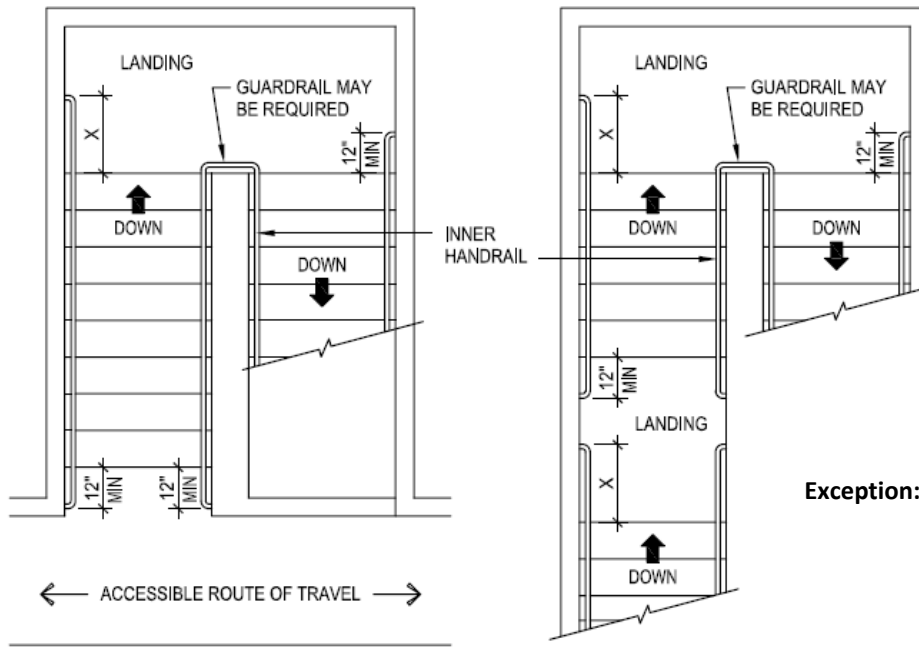 LANDING
GUARDRAIL MAY
BE REQUIRED
X
12"
MIN
DOWN
DOWN
INNER
HANDRAIL
12"
MIN
12"
MIN
ACCESSIBLE ROUTE OF TRAVEL
LANDING
GUARDRAIL MAY
BE REQUIRED
X
12"
MIN
DOWN
DOWN
12"
MIN
LANDING
X
DOWN
Exception: